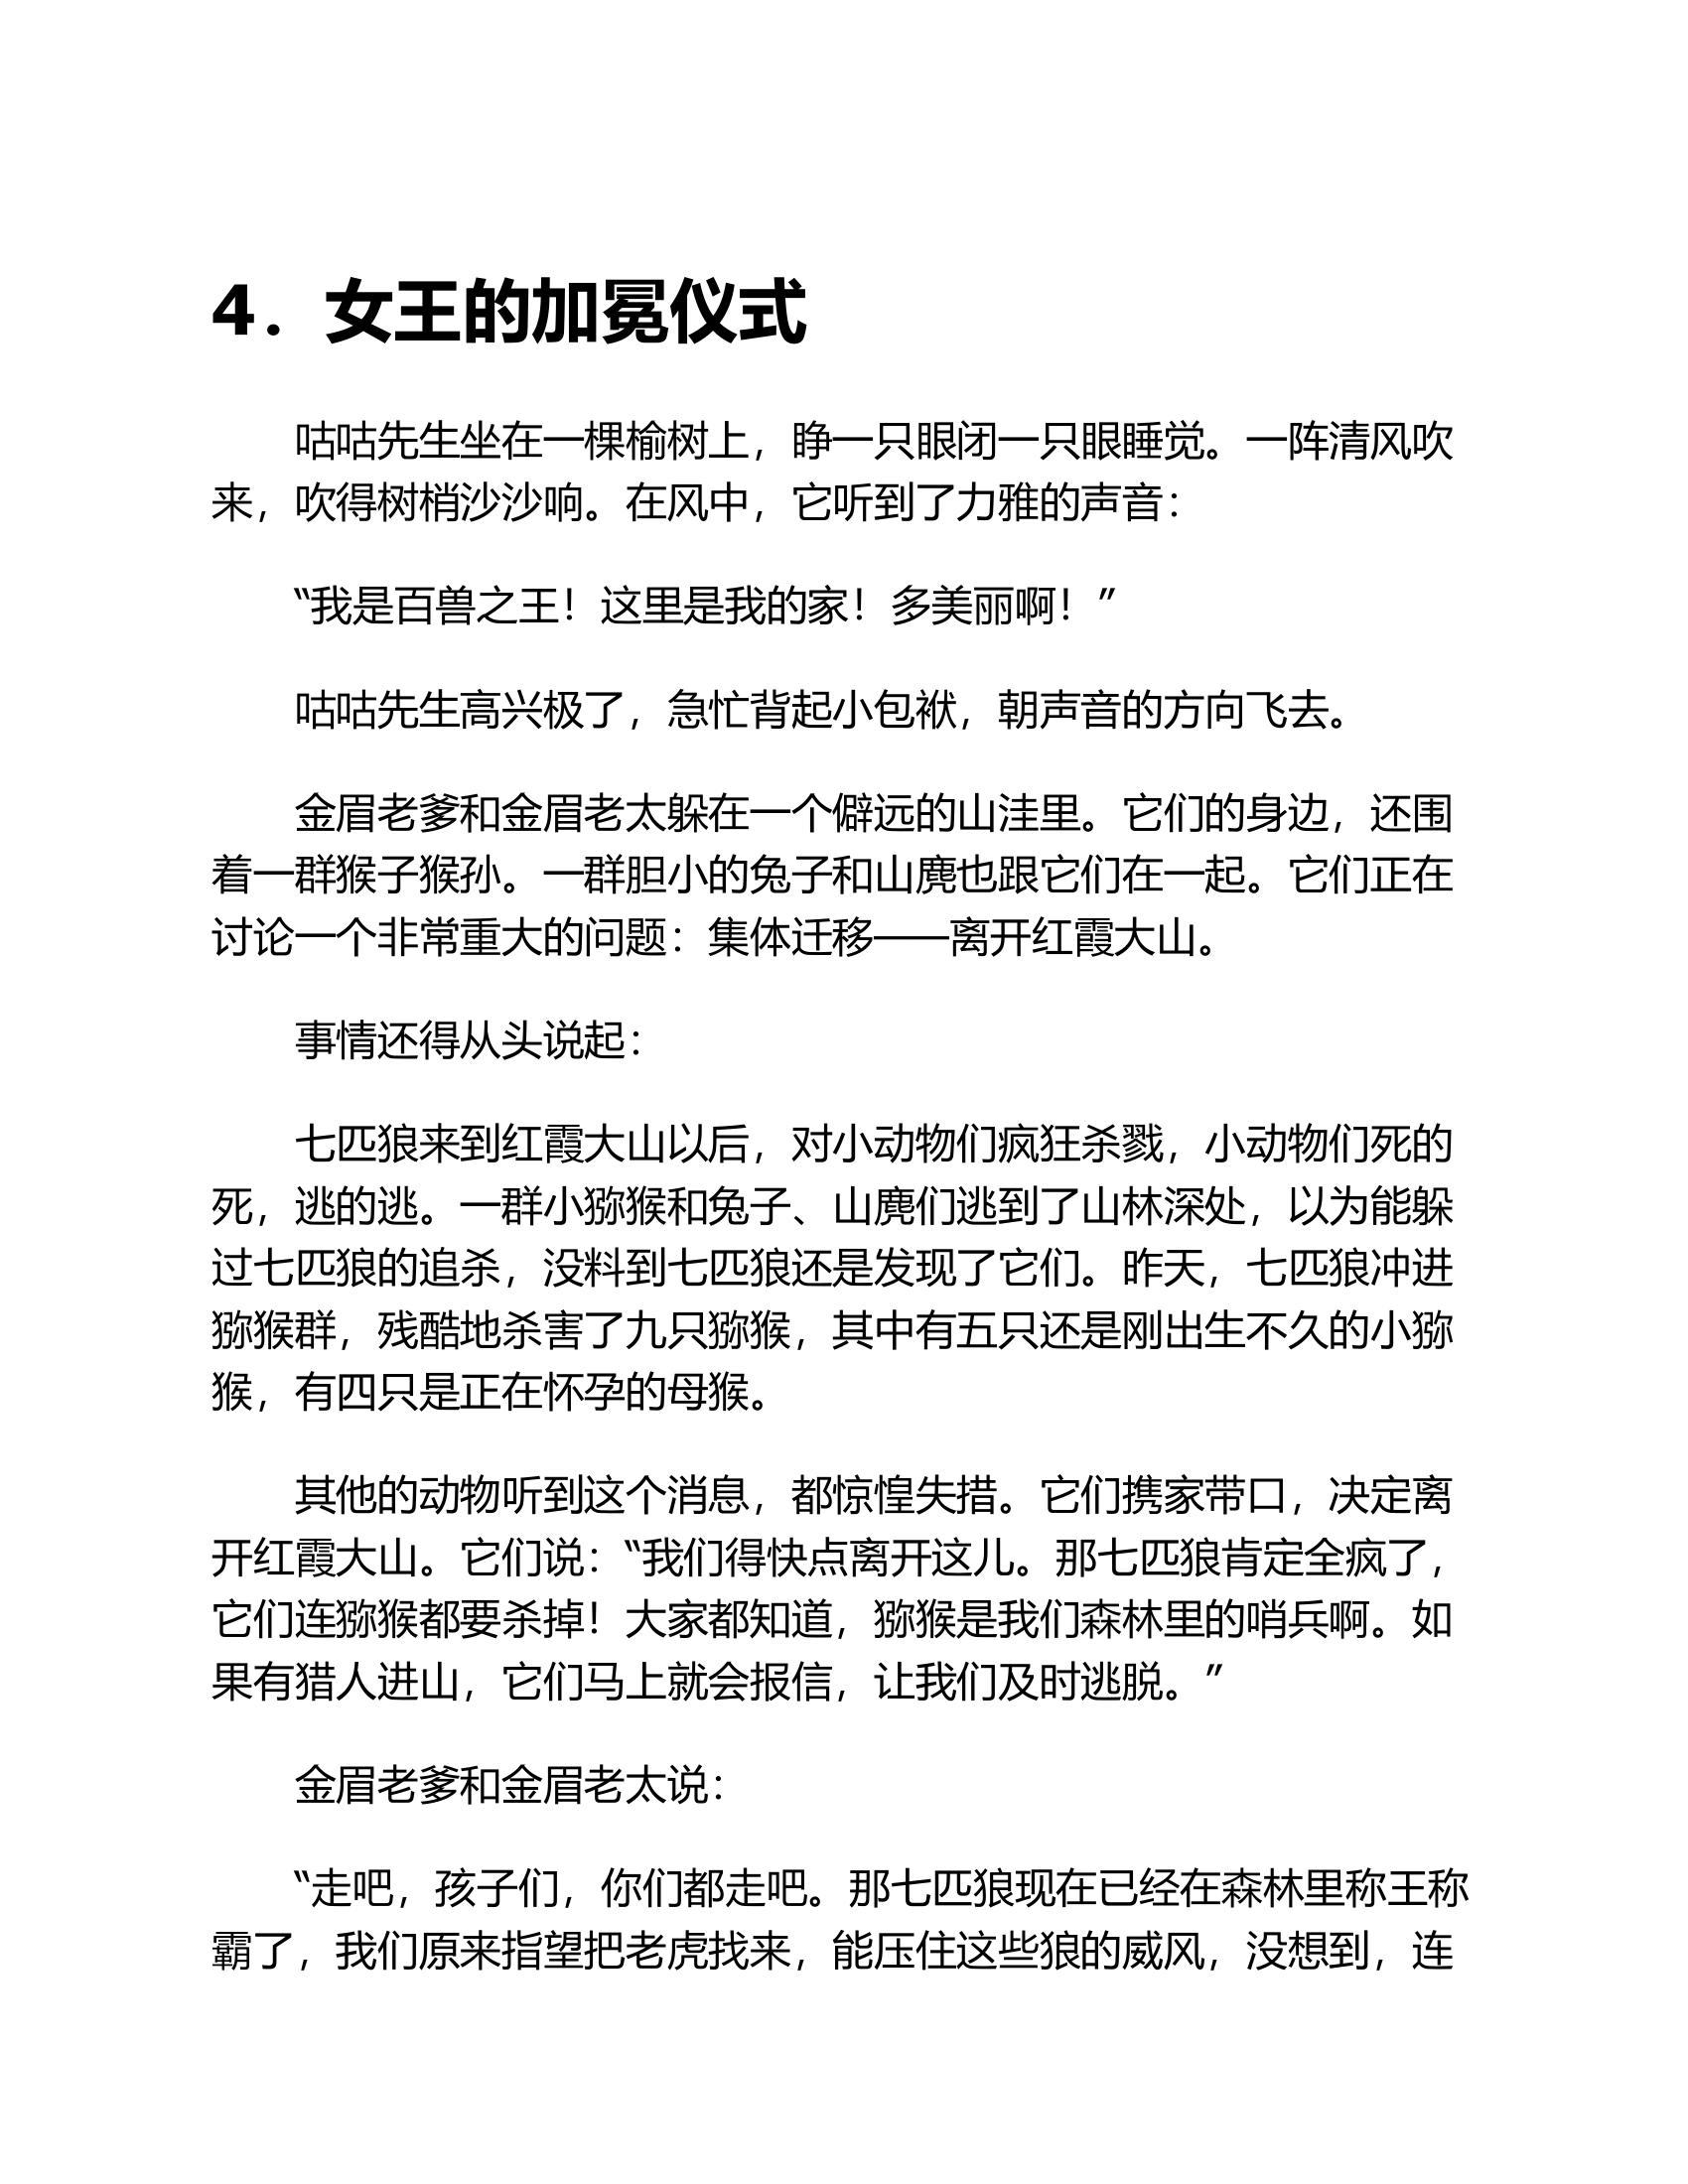 4．女王的加冕仪式
咕咕先生坐在一棵榆树上，睁一只眼闭一只眼睡觉。一阵清风吹
来，吹得树梢沙沙响。在风中，它听到了力雅的声音：
“我是百兽之王！这里是我的家！多美丽啊！”
咕咕先生高兴极了，急忙背起小包袱，朝声音的方向飞去。
金眉老爹和金眉老太躲在一个僻远的山洼里。它们的身边，还围
着一群猴子猴孙。一群胆小的兔子和山麂也跟它们在一起。它们正在
讨论一个非常重大的问题：集体迁移——离开红霞大山。
事情还得从头说起：
七匹狼来到红霞大山以后，对小动物们疯狂杀戮，小动物们死的
死，逃的逃。一群小猕猴和兔子、山麂们逃到了山林深处，以为能躲
过七匹狼的追杀，没料到七匹狼还是发现了它们。昨天，七匹狼冲进
猕猴群，残酷地杀害了九只猕猴，其中有五只还是刚出生不久的小猕
猴，有四只是正在怀孕的母猴。
其他的动物听到这个消息，都惊惶失措。它们携家带口，决定离
开红霞大山。它们说：“我们得快点离开这儿。那七匹狼肯定全疯了，
它们连猕猴都要杀掉！大家都知道，猕猴是我们森林里的哨兵啊。如
果有猎人进山，它们马上就会报信，让我们及时逃脱。”
金眉老爹和金眉老太说：
“走吧，孩子们，你们都走吧。那七匹狼现在已经在森林里称王称
霸了，我们原来指望把老虎找来，能压住这些狼的威风，没想到，连